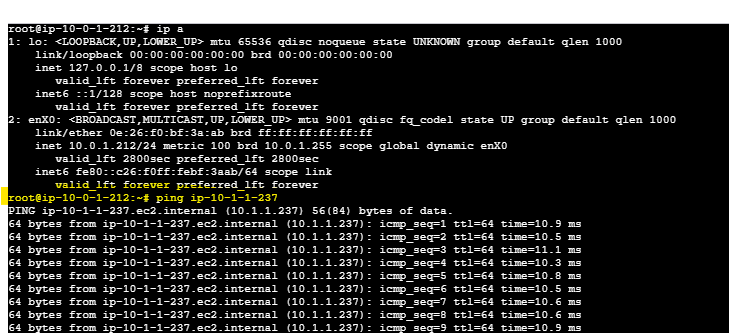 root@ip-10-0-1-212:~# ip a
1: lo: <LOOPBACK,UP,LOWER_UP> mtu 65536 qdisc noqueue state UNKNOWN group default qlen 1000
    link/loopback 00:00:00:00:00:00 brd 00:00:00:00:00:00
    inet 127.0.0.1/8 scope host lo
       valid_lft forever preferred_lft forever
    inet6 ::1/128 scope host noprefixroute
       valid_lft forever preferred_lft forever
2: enX0: <BROADCAST,MULTICAST,UP,LOWER_UP> mtu 9001 qdisc fq_codel state UP group default qlen 1000
    link/ether 0e:26:f0:bf:3a:ab brd ff:ff:ff:ff:ff:ff
    inet 10.0.1.212/24 metric 100 brd 10.0.1.255 scope global dynamic enX0
       valid_lft 2800sec preferred_lft 2800sec
    inet6 fe80::c26:f0ff:febf:3aab/64 scope link
       valid_lft forever preferred_lft forever
root@ip-10-0-1-212:~# ping ip-10-1-1-237
PING ip-10-1-1-237.ec2.internal (10.1.1.237) 56(84) bytes of data.
64 bytes from ip-10-1-1-237.ec2.internal (10.1.1.237): icmp_seq=1 ttl=64 time=10.9 ms
64 bytes from ip-10-1-1-237.ec2.internal (10.1.1.237): icmp_seq=2 ttl=64 time=10.5 ms
64 bytes from ip-10-1-1-237.ec2.internal (10.1.1.237): icmp_seq=3 ttl=64 time=11.1 ms
64 bytes from ip-10-1-1-237.ec2.internal (10.1.1.237): icmp_seq=4 ttl=64 time=10.3 ms
64 bytes from ip-10-1-1-237.ec2.internal (10.1.1.237): icmp_seq=5 ttl=64 time=10.8 ms
64 bytes from ip-10-1-1-237.ec2.internal (10.1.1.237): icmp_seq=6 ttl=64 time=10.5 ms
64 bytes from ip-10-1-1-237.ec2.internal (10.1.1.237): icmp_seq=7 ttl=64 time=10.6 ms
64 bytes from ip-10-1-1-237.ec2.internal (10.1.1.237): icmp_seq=8 ttl=64 time=10.6 ms
64 bytes from ip-10-1-1-237.ec2.internal (10.1.1.237): icmp_seq=9 ttl=64 time=10.9 ms